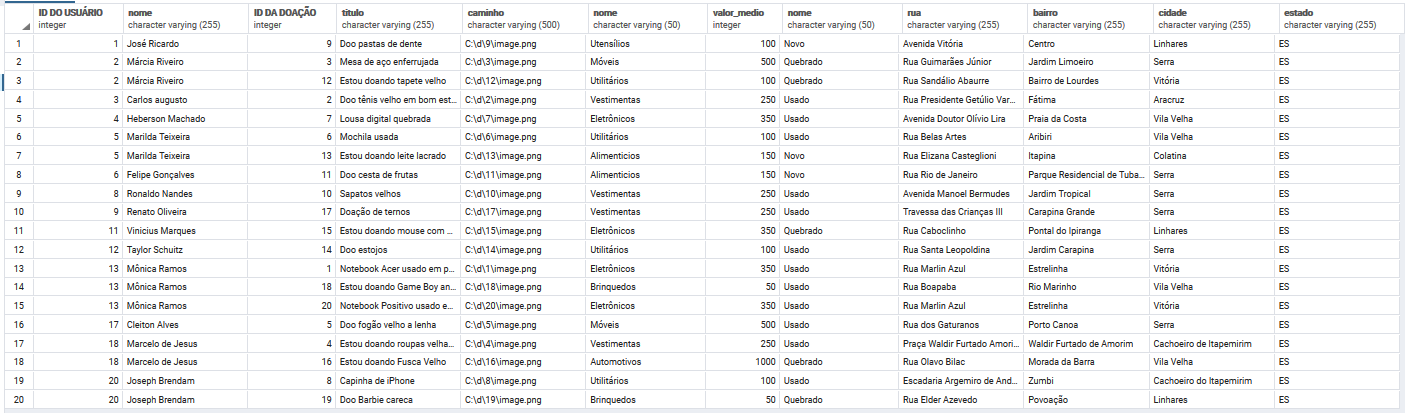 ID DO USUÁRIO nome ID DA DOAÇÃO titulo caminho nome valor_medio nome rua bairro cidade estado
integer character varying (255) integer character varying (255) character varying (500) character varying (50) integer character varying (50) character varying (255) character varying (255) character varying (255) character varying (255)
1 1 José Ricardo 9 Doo pastas de dente C:\d\9\image.png Utensílios 100 Novo Avenida Vitória Centro Linhares ES
2 2 Márcia Riveiro 3 Mesa de aço enferrujada C:\d\3\image.png Móveis 500 Quebrado Rua Guimarães Júnior Jardim Limoeiro Serra ES
3 2 Márcia Riveiro 12 Estou doando tapete velho C:\d\12\image.png Utilitários 100 Quebrado Rua Sandálio Abaurre Bairro de Lourdes Vitória ES
4 3 Carlos augusto 2 Doo tênis velho em bom est... C:\d\2\image.png Vestimentas 250 Usado Rua Presidente Getúlio Var... Fátima Aracruz ES
5 4 Heberson Machado 7 Lousa digital quebrada C:\d\7\image.png Eletrônicos 350 Usado Avenida Doutor Olívio Lira Praia da Costa Vila Velha ES
6 5 Marilda Teixeira 6 Mochila usada C:\d\6\image.png Utilitários 100 Usado Rua Belas Artes Aribiri Vila Velha ES
7 5 Marilda Teixeira 13 Estou doando leite lacrado C:\d\13\image.png Alimenticios 150 Novo Rua Elizana Casteglioni Itapina Colatina ES
8 6 Felipe Gonçalves 11 Doo cesta de frutas C:\d\11\image.png Alimenticios 150 Novo Rua Rio de Janeiro Parque Residencial de Tuba... Serra ES
9 8 Ronaldo Nandes 10 Sapatos velhos C:\d\10\image.png Vestimentas 250 Usado Avenida Manoel Bermudes Jardim Tropical Serra ES
10 9 Renato Oliveira 17 Doação de ternos C:\d\17\image.png Vestimentas 250 Usado Travessa das Crianças III Carapina Grande Serra ES
11 11 Vinicius Marques 15 Estou doando mouse com ... C:\d\15\image.png Eletrônicos 350 Quebrado Rua Caboclinho Pontal do Ipiranga Linhares ES
12 12 Taylor Schuitz 14 Doo estojos C:\d\14\image.png Utilitários 100 Usado Rua Santa Leopoldina Jardim Carapina Serra ES
13 13 Mônica Ramos 1 Notebook Acer usado em p... C:\d\1\image.png Eletrônicos 350 Usado Rua Marlin Azul Estrelinha Vitória ES
14 13 Mônica Ramos 18 Estou doando Game Boy an... C:\d\18\image.png Brinquedos 50 Usado Rua Boapaba Rio Marinho Vila Velha ES
15 13 Mônica Ramos 20 Notebook Positivo usado e... C:\d\20\image.png Eletrônicos 350 Usado Rua Marlin Azul Estrelinha Vitória ES
16 17 Cleiton Alves 5 Doo fogão velho a lenha C:\d\5\image.png Móveis 500 Usado Rua dos Gaturanos Porto Canoa Serra ES
17 18 Marcelo de Jesus 4 Estou doando roupas velha... C:\d\4\image.png Vestimentas 250 Usado Praça Waldir Furtado Amori... Waldir Furtado de Amorim Cachoeiro de Itapemirim ES
18 18 Marcelo de Jesus 16 Estou doando Fusca Velho C:\d\16\image.png Automotivos 1000 Quebrado Rua Olavo Bilac Morada da Barra Vila Velha ES
19 20 Joseph Brendam 8 Capinha de iPhone C:\d\8\image.png Utilitários 100 Usado Escadaria Argemiro de And... Zumbi Cachoeiro do Itapemirim ES
20 20 Joseph Brendam 19 Doo Barbie careca C:\d\19\image.png Brinquedos 50 Quebrado Rua Elder Azevedo Povoação Linhares ES